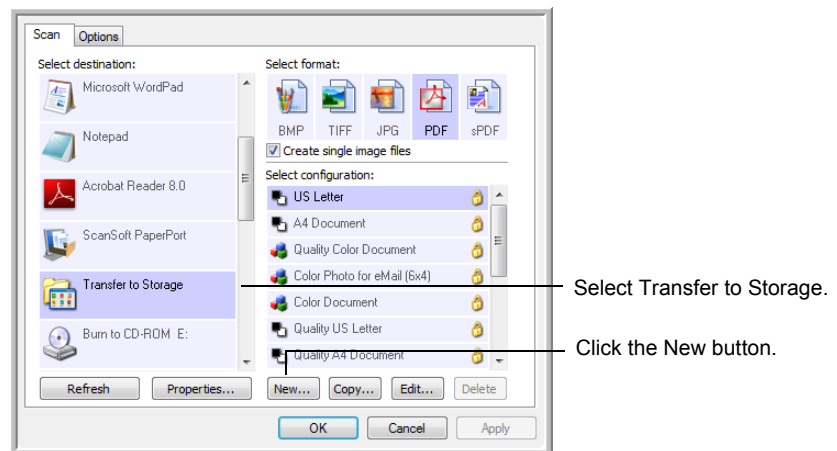 Scan Options
Select destination:
Microsoft WordPad
Notepad
Acrobat Reader 8.0
ScanSoft PaperPort
Transfer to Storage
Burn to CD-ROM E:
Refresh Properties...
Select format:
BMP TIFF JPG PDF sPDF
Create single image files
Select configuration:
US Letter
A4 Document
Quality Color Document
Color Photo for eMail (6x4)
Color Document
Quality US Letter
Quality A4 Document
New... Copy... Edit... Delete
OK Cancel Apply
Select Transfer to Storage.
Click the New button.